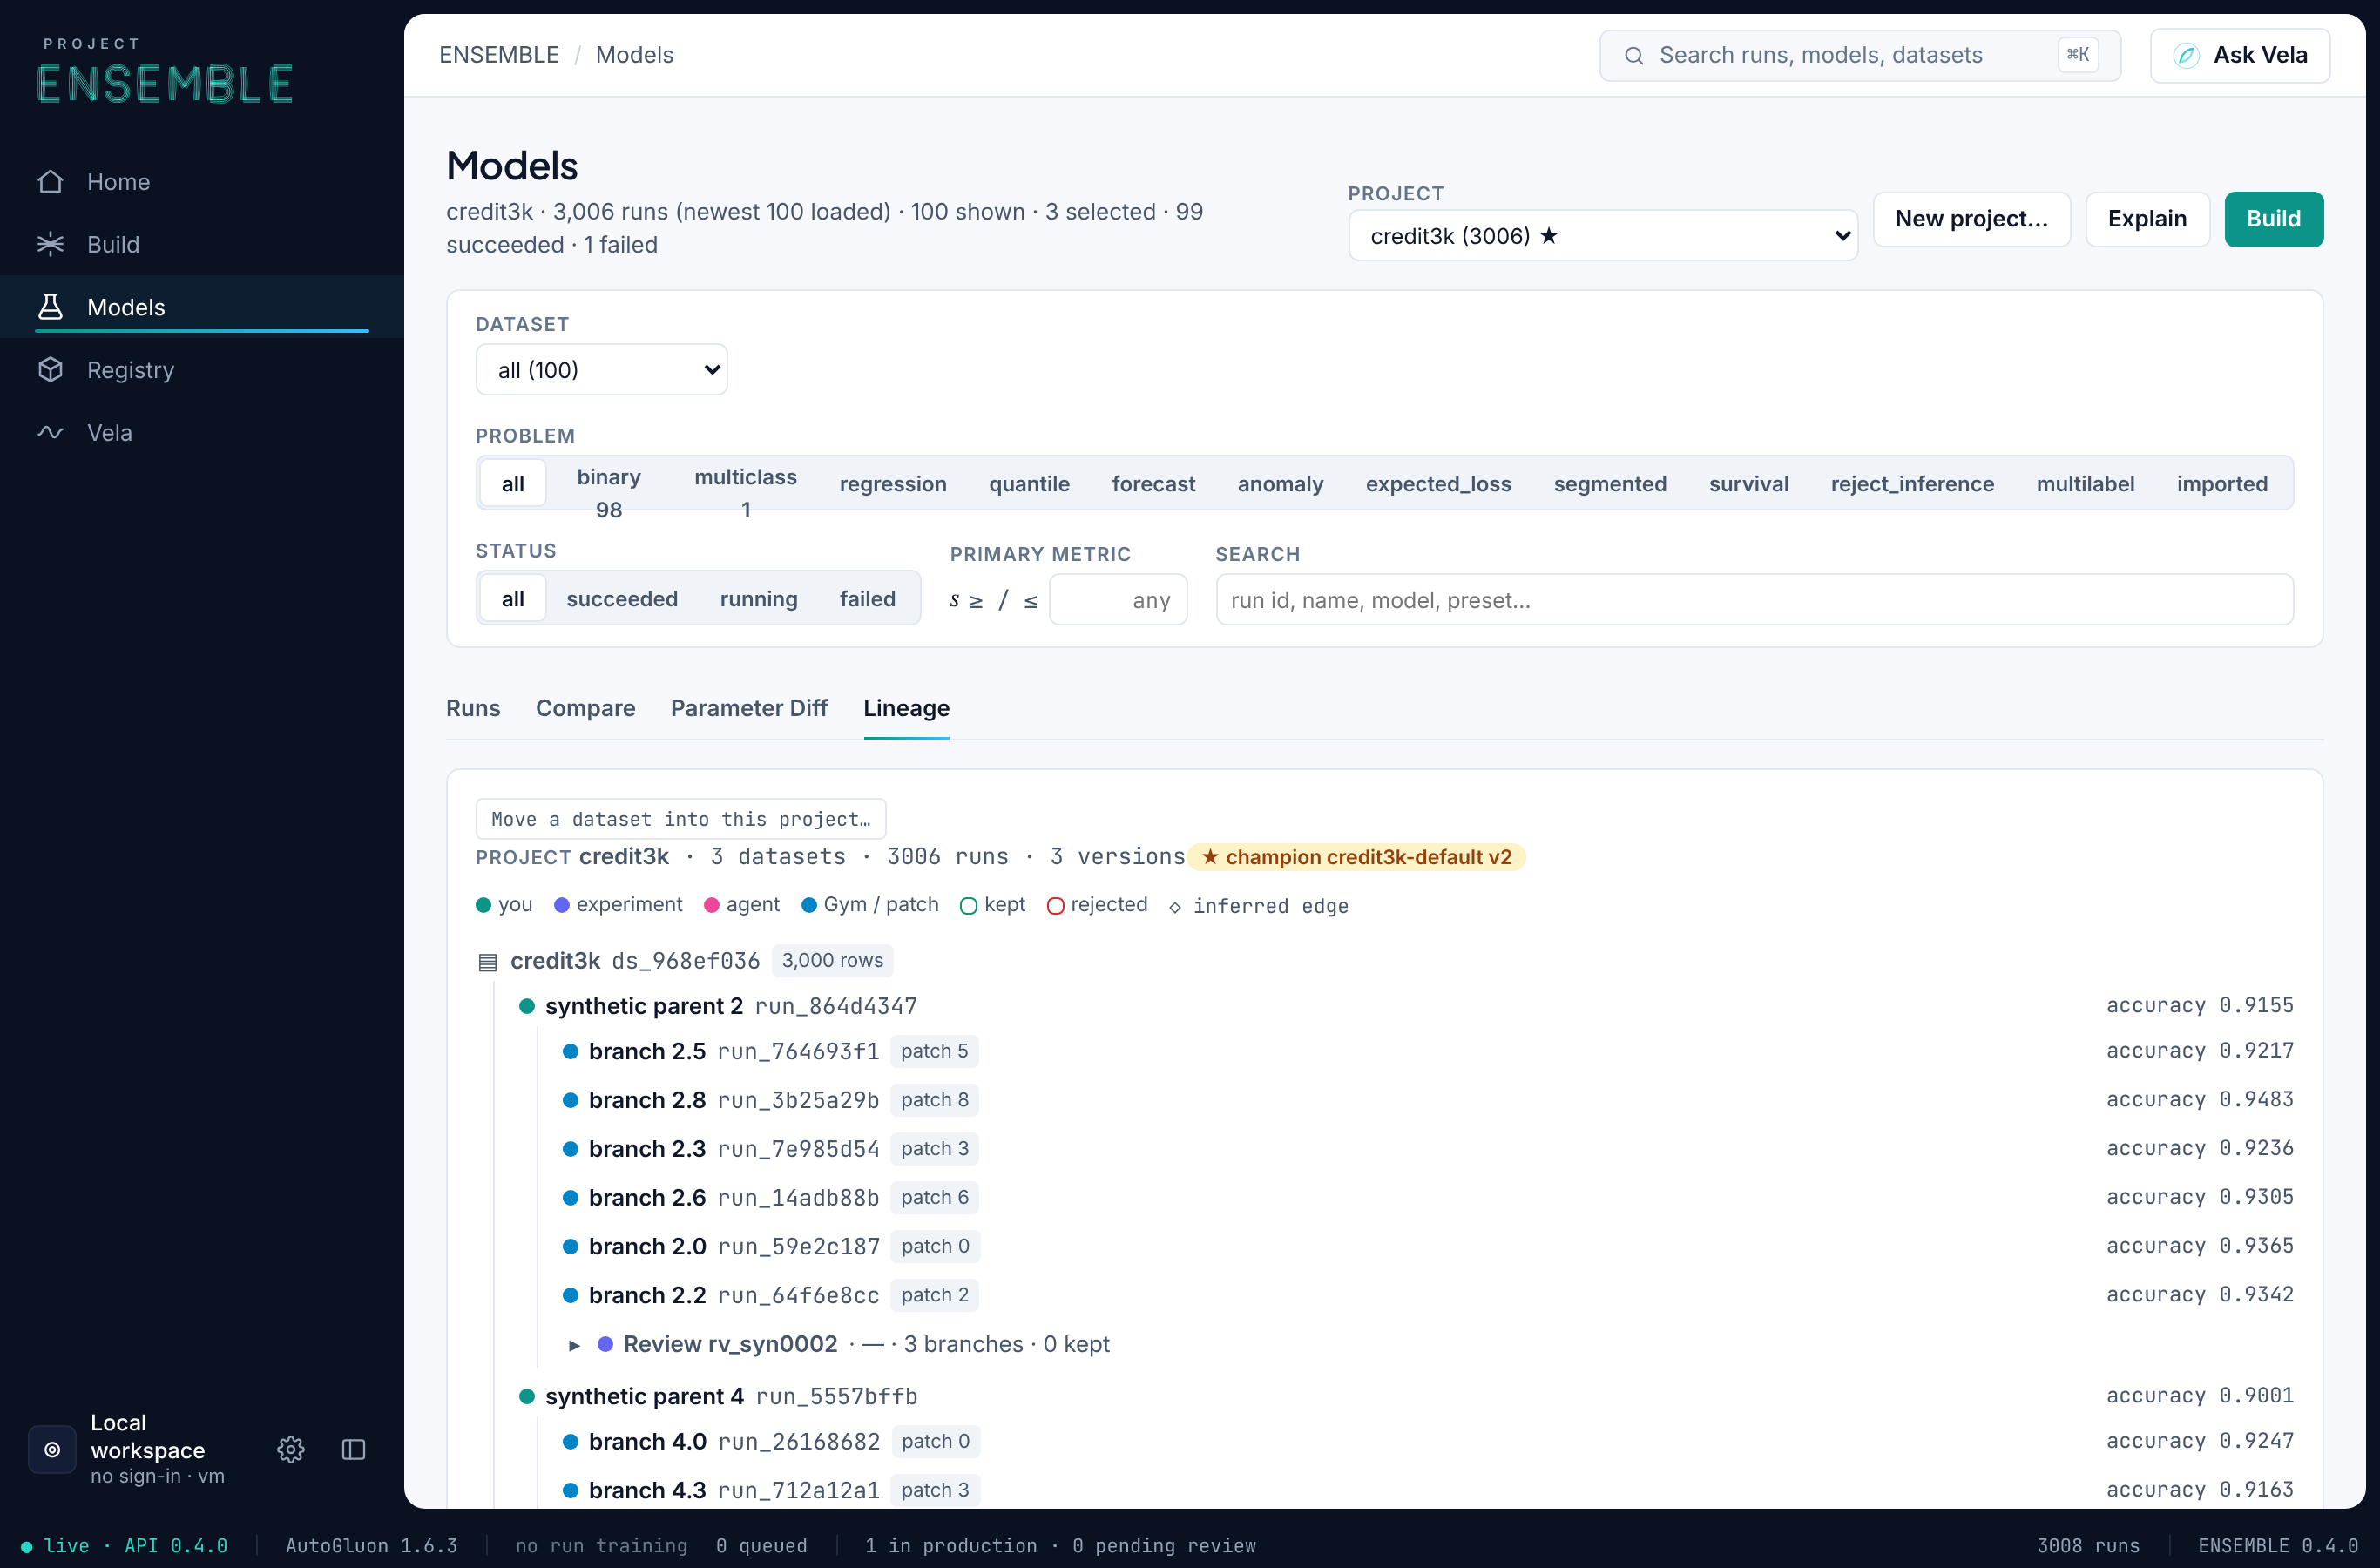 PROJECT
ENSEMBLE
Home
Build
Models
Registry
Vela
Local
workspace
no sign-in · vm
ENSEMBLE / Models
Search runs, models, datasets
⌘K
Ask Vela
Models
credit3k · 3,006 runs (newest 100 loaded) · 100 shown · 3 selected · 99
succeeded · 1 failed
PROJECT
credit3k (3006) ★
New project...
Explain
Build
DATASET
all (100)
PROBLEM
all
binary
98
multiclass
1
regression
quantile
forecast
anomaly
expected_loss
segmented
survival
reject_inference
multilabel
imported
STATUS
all
succeeded
running
failed
PRIMARY METRIC
s ≥ / ≤
any
SEARCH
run id, name, model, preset...
Runs
Compare
Parameter Diff
Lineage
Move a dataset into this project…
PROJECT credit3k · 3 datasets · 3006 runs · 3 versions ★ champion credit3k-default v2
you experiment agent Gym / patch kept rejected ◇ inferred edge
▤ credit3k ds_968ef036 3,000 rows
synthetic parent 2 run_864d4347 accuracy 0.9155
branch 2.5 run_764693f1 patch 5 accuracy 0.9217
branch 2.8 run_3b25a29b patch 8 accuracy 0.9483
branch 2.3 run_7e985d54 patch 3 accuracy 0.9236
branch 2.6 run_14adb88b patch 6 accuracy 0.9305
branch 2.0 run_59e2c187 patch 0 accuracy 0.9365
branch 2.2 run_64f6e8cc patch 2 accuracy 0.9342
▸ Review rv_syn0002 · — · 3 branches · 0 kept
synthetic parent 4 run_5557bffb accuracy 0.9001
branch 4.0 run_26168682 patch 0 accuracy 0.9247
branch 4.3 run_712a12a1 patch 3 accuracy 0.9163
live · API 0.4.0
AutoGluon 1.6.3
no run training
0 queued
1 in production · 0 pending review
3008 runs
ENSEMBLE 0.4.0